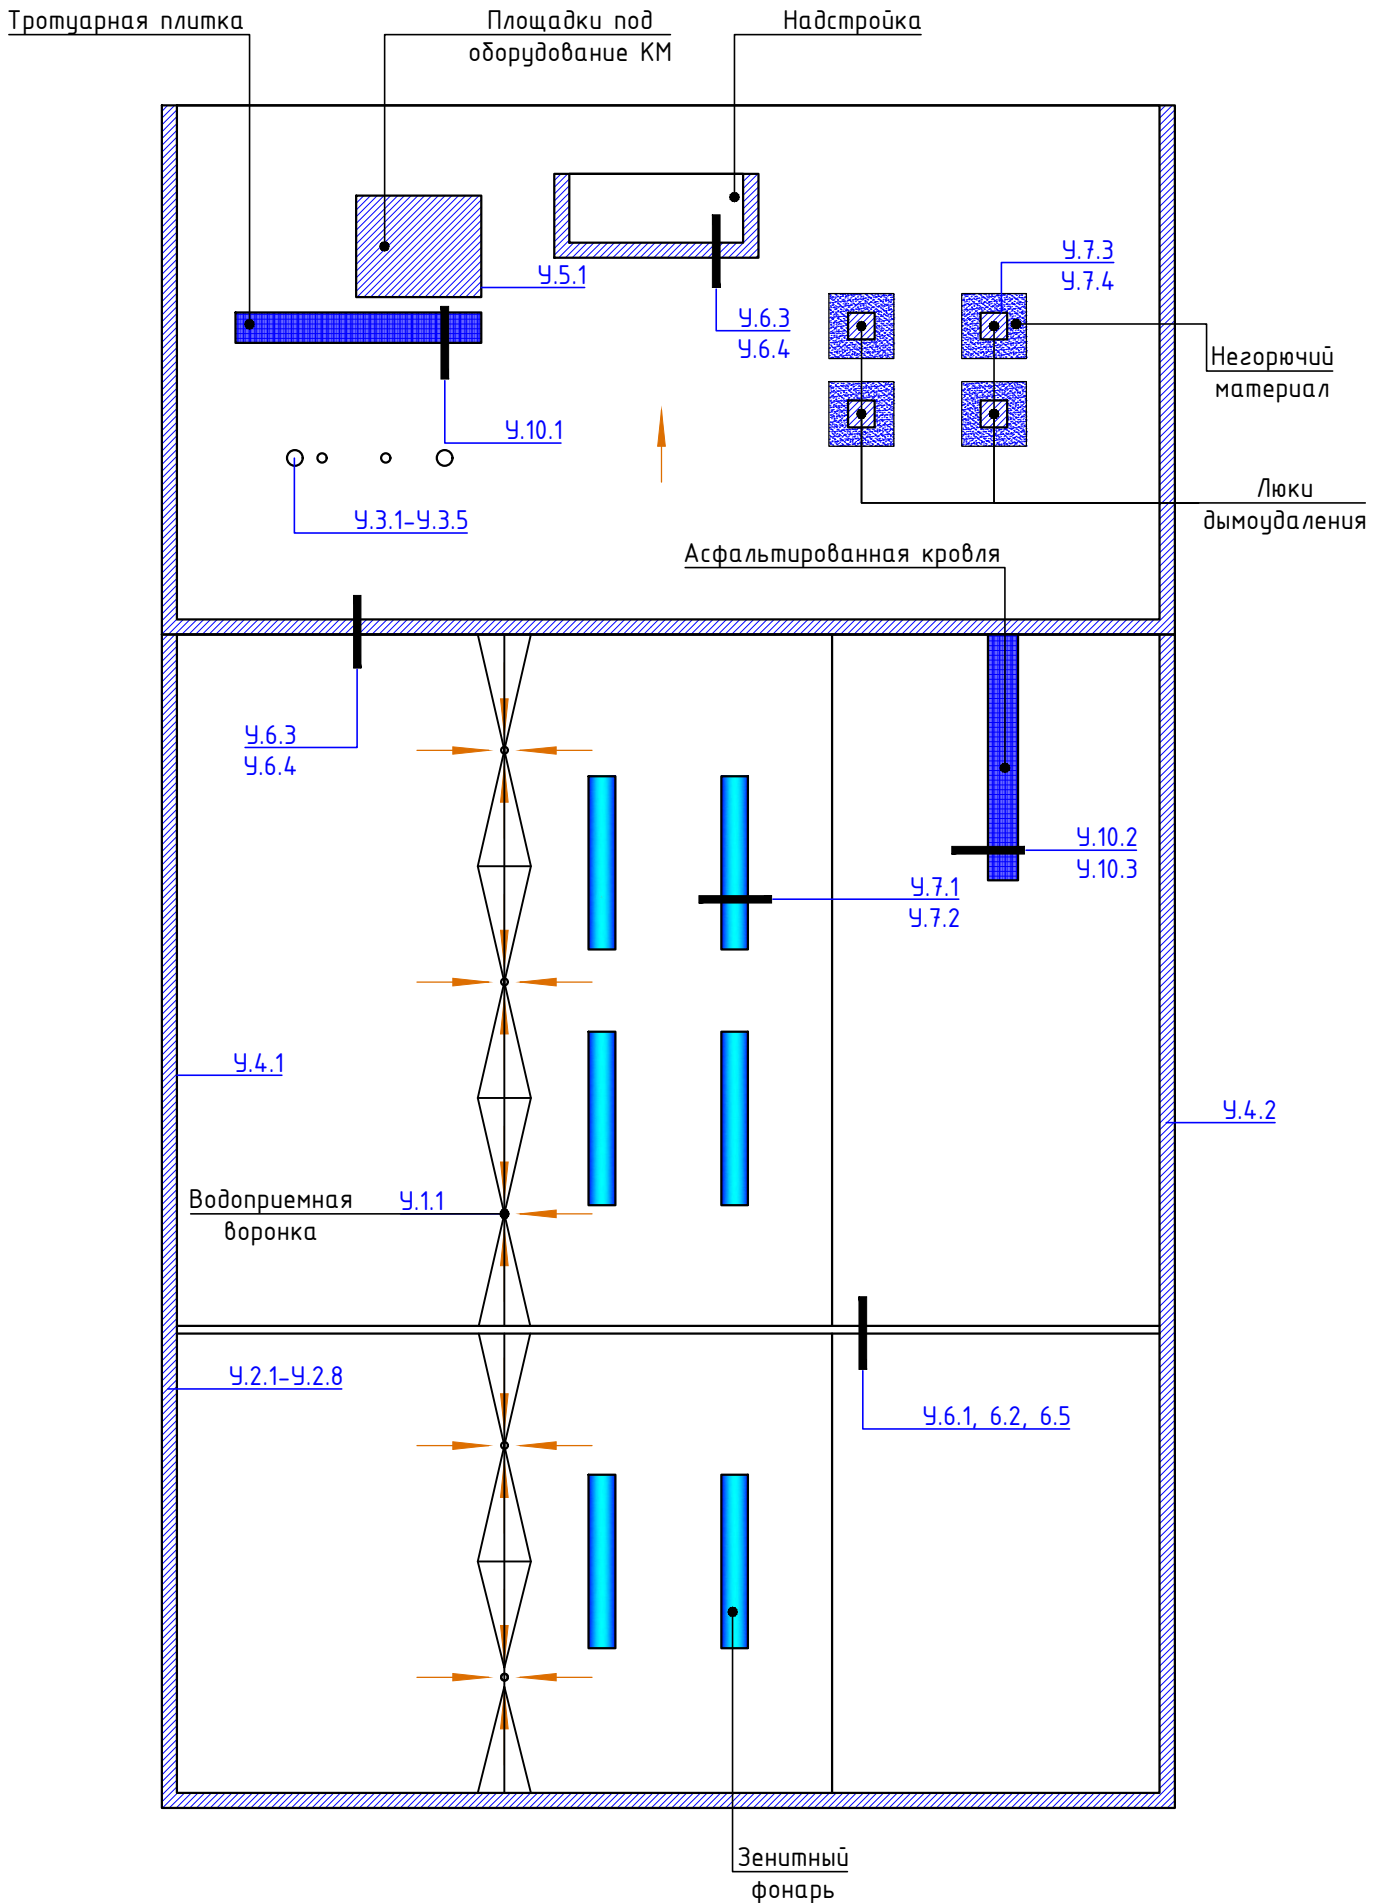 Тротуарная плитка
Площадки под
оборудование КМ
Надстройка
У.5.1
У.6.3
У.6.4
У.7.3
У.7.4
Негорючий
материал
У.10.1
У.3.1-У.3.5
Люки
дымоудаления
Асфальтированная кровля
У.6.3
У.6.4
У.10.2
У.10.3
У.7.1
У.7.2
У.4.1
У.4.2
Водоприемная
воронка
У.1.1
У.2.1-У.2.8
У.6.1, 6.2, 6.5
Зенитный
фонарь